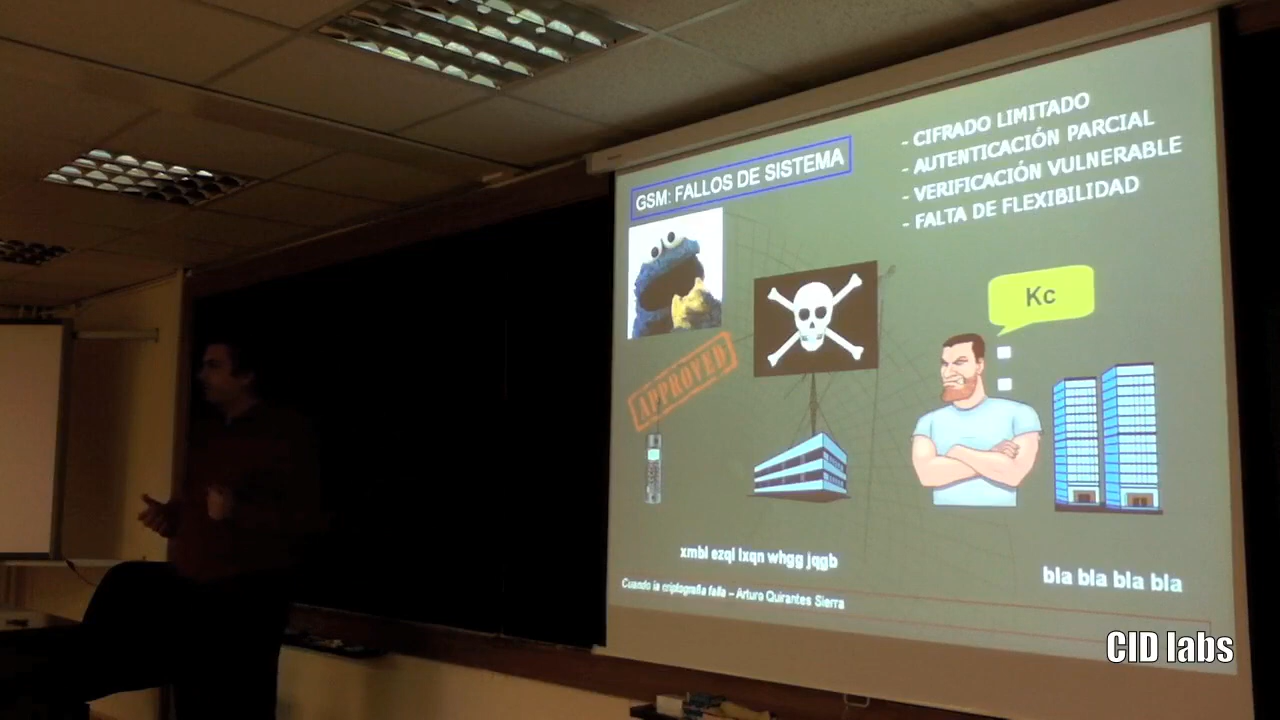 GSM: FALLOS DE SISTEMA
- CIFRADO LIMITADO
- AUTENTICACIÓN PARCIAL
- VERIFICACIÓN VULNERABLE
- FALTA DE FLEXIBILIDAD
Kc
APPROVED
xmbl ezql lxqn whgg jqgb
bla bla bla bla
Cuando la criptografía falla – Arturo Quirantes Sierra
CID labs